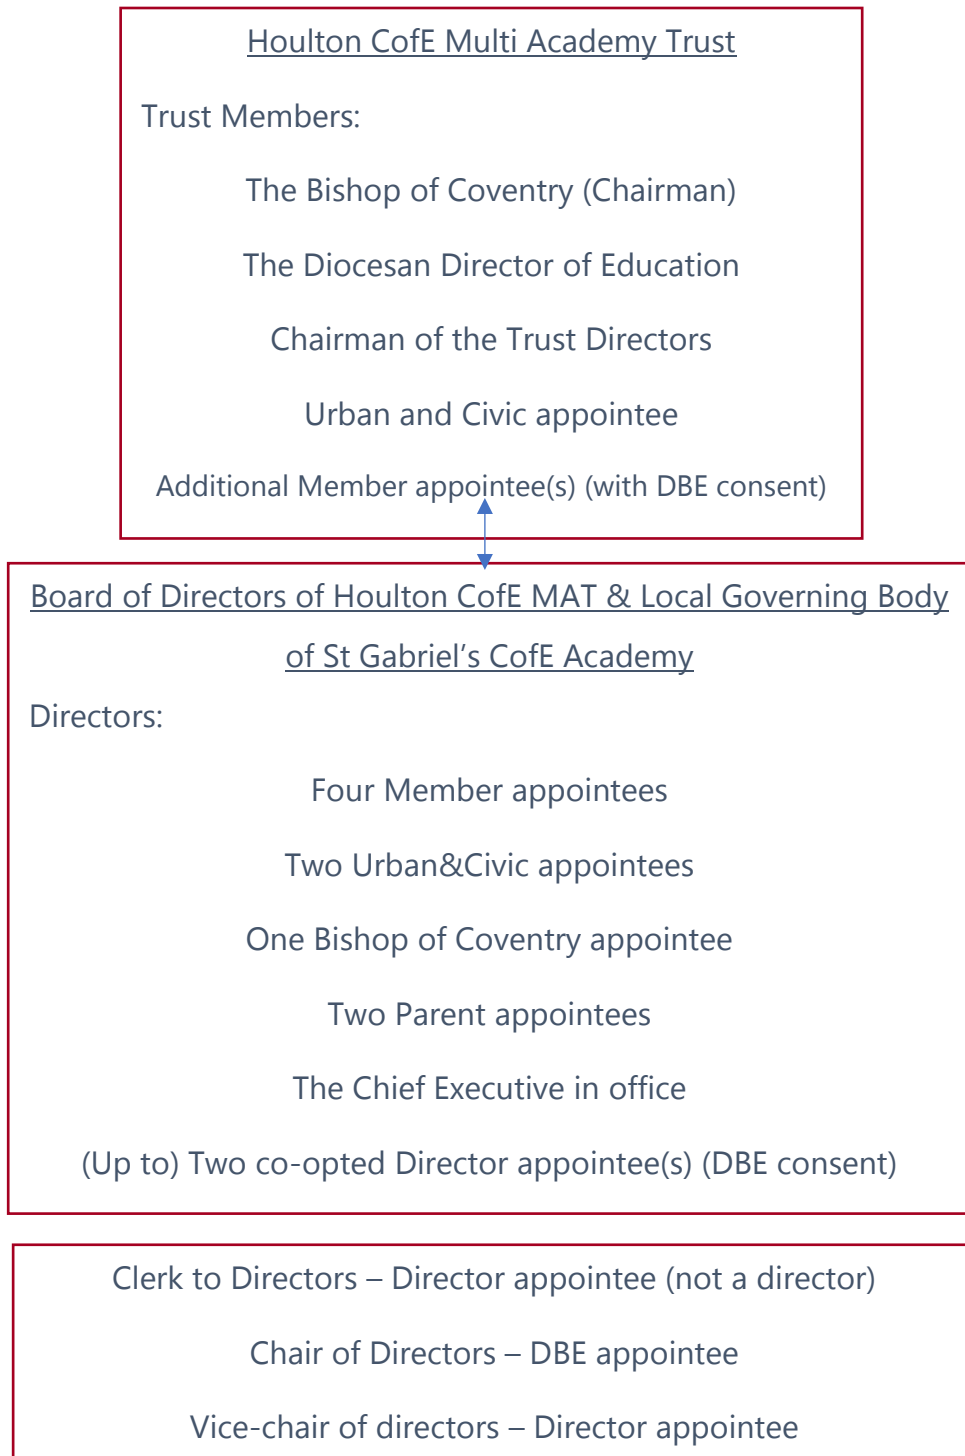 Houlton CofE Multi Academy Trust
Trust Members:
The Bishop of Coventry (Chairman)
The Diocesan Director of Education
Chairman of the Trust Directors
Urban and Civic appointee
Additional Member appointee(s) (with DBE consent)
Board of Directors of Houlton CofE MAT & Local Governing Body
of St Gabriel’s CofE Academy
Directors:
Four Member appointees
Two Urban&Civic appointees
One Bishop of Coventry appointee
Two Parent appointees
The Chief Executive in office
(Up to) Two co-opted Director appointee(s) (DBE consent)
Clerk to Directors – Director appointee (not a director)
Chair of Directors – DBE appointee
Vice-chair of directors – Director appointee